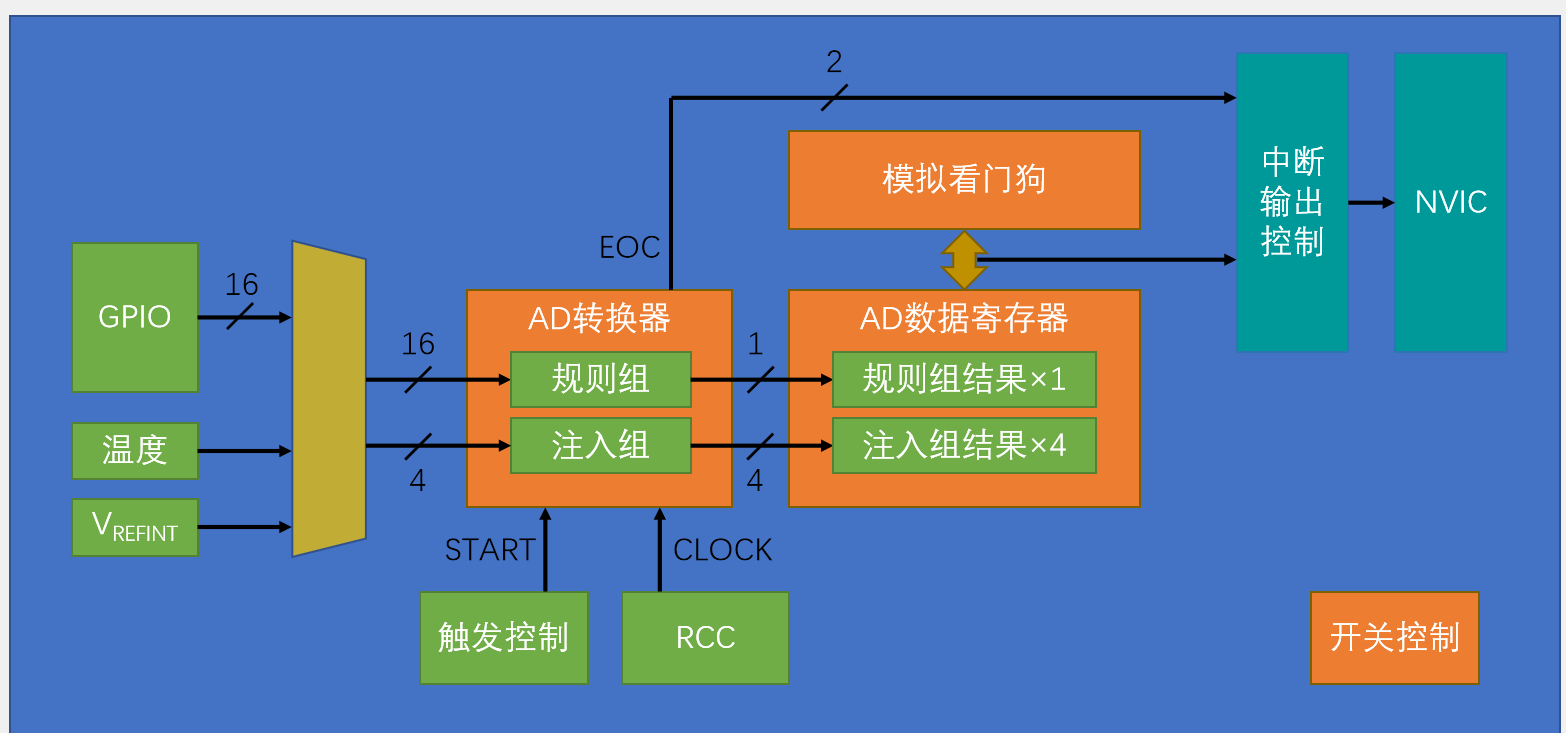 2
模拟看门狗
中断
输出
控制
NVIC
EOC
GPIO
16
AD转换器
AD数据寄存器
16
1
规则组
规则组结果×1
温度
注入组
注入组结果×4
4
4
VREFINT
START
CLOCK
触发控制
RCC
开关控制